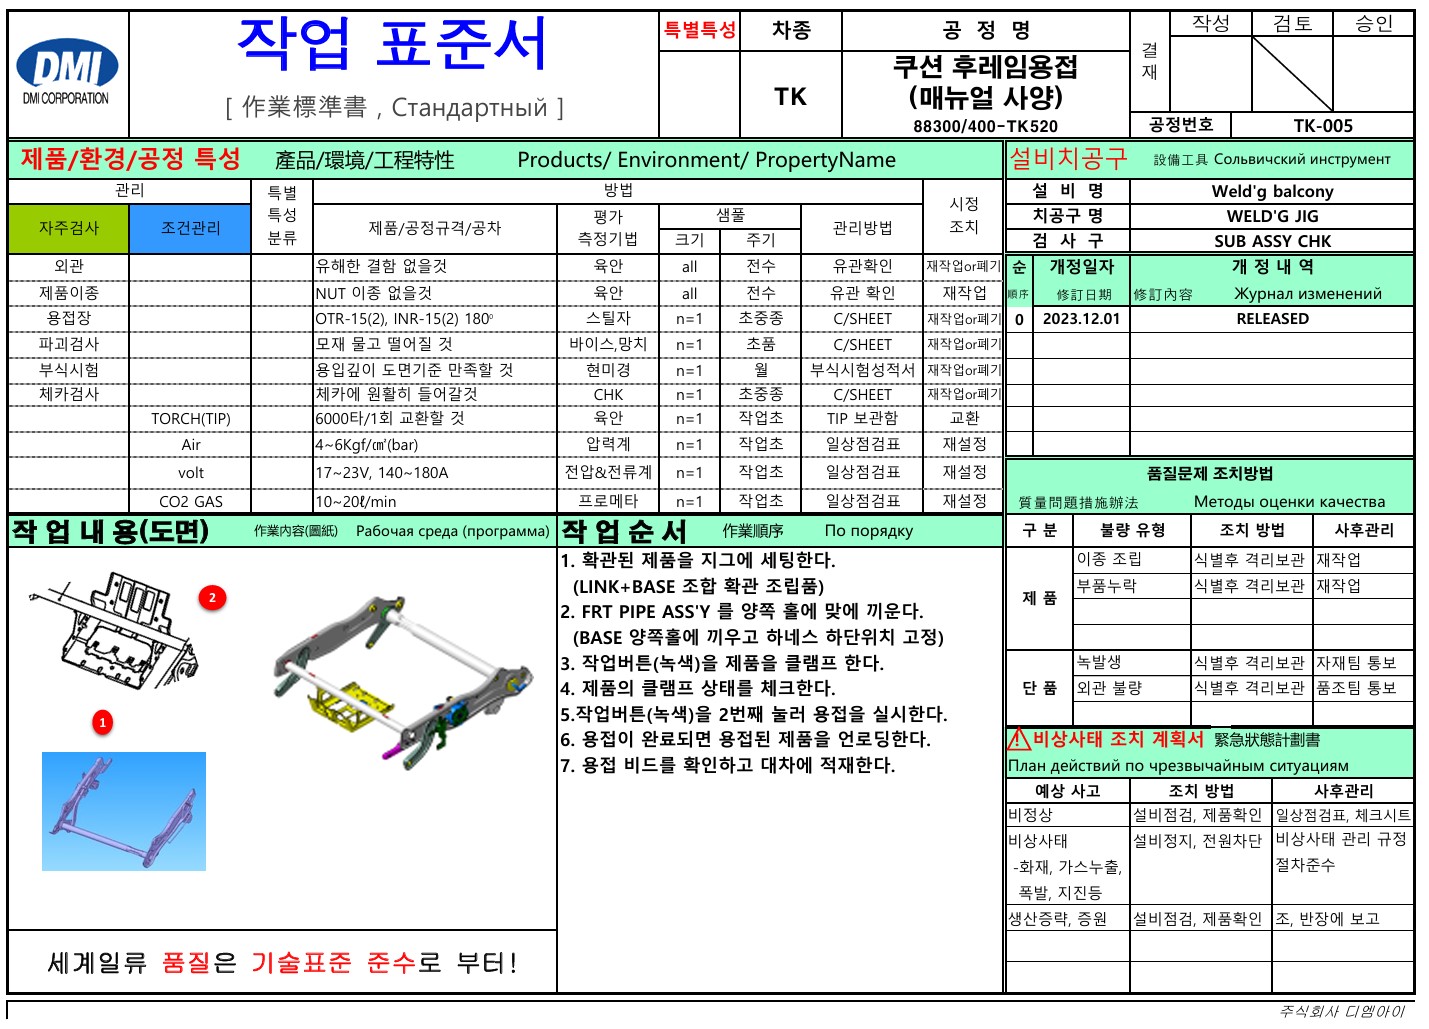 DMI
DMI CORPORATION
작업 표준서
[ 作業標準書 , Стандартный ]
특별특성
차종
공 정 명
TK
쿠션 후레임용접
(매뉴얼 사양)
88300/400-TK520
결재
작성
검토
승인
공정번호
TK-005
제품/환경/공정 특성 產品/環境/工程特性 Products/ Environment/ PropertyName
관리
특별
특성
분류
방법
시정
조치
자주검사
조건관리
제품/공정규격/공차
평가
측정기법
샘풀
크기
주기
관리방법
외관 유해한 결함 없을것 육안 all 전수 유관확인 재작업or폐기
제품이종 NUT 이종 없을것 육안 all 전수 유관 확인 재작업
용접장 OTR-15(2), INR-15(2) 180º 스틸자 n=1 초중종 C/SHEET 재작업or폐기
파괴검사 모재 물고 떨어질 것 바이스,망치 n=1 초품 C/SHEET 재작업or폐기
부식시험 용입깊이 도면기준 만족할 것 현미경 n=1 월 부식시험성적서 재작업or폐기
체카검사 체카에 원활히 들어갈것 CHK n=1 초중종 C/SHEET 재작업or폐기
TORCH(TIP) 6000타/1회 교환할 것 육안 n=1 작업초 TIP 보관함 교환
Air 4~6Kgf/㎠(bar) 압력계 n=1 작업초 일상점검표 재설정
volt 17~23V, 140~180A 전압&전류계 n=1 작업초 일상점검표 재설정
CO2 GAS 10~20ℓ/min 프로메타 n=1 작업초 일상점검표 재설정
작 업 내 용(도면) 作業内容(圖紙) Рабочая среда (программа)
2
1
세계일류 품질은 기술표준 준수로 부터!
작 업 순 서 作業順序 По порядку
1. 확관된 제품을 지그에 세팅한다.
(LINK+BASE 조합 확관 조립품)
2. FRT PIPE ASS'Y 를 양쪽 홀에 맞에 끼운다.
(BASE 양쪽홀에 끼우고 하네스 하단위치 고정)
3. 작업버튼(녹색)을 제품을 클램프 한다.
4. 제품의 클램프 상태를 체크한다.
5.작업버튼(녹색)을 2번째 눌러 용접을 실시한다.
6. 용접이 완료되면 용접된 제품을 언로딩한다.
7. 용접 비드를 확인하고 대차에 적재한다.
설비치공구 設備工具 Сольвичский инструмент
설 비 명 Weld'g balcony
치공구 명 WELD'G JIG
검 사 구 SUB ASSY CHK
순 개정일자 개 정 내 역
順序 修訂日期 修訂內容 Журнал изменений
0 2023.12.01 RELEASED
품질문제 조치방법
質量問題措施辦法 Методы оценки качества
구 분 불량 유형 조치 방법 사후관리
제 품
이종 조립 식별후 격리보관 재작업
부품누락 식별후 격리보관 재작업
단 품
녹발생 식별후 격리보관 자재팀 통보
외관 불량 식별후 격리보관 품조팀 통보
비상사태 조치 계획서 緊急狀態計劃書
План действий по чрезвычайным ситуациям
예상 사고 조치 방법 사후관리
비정상 설비점검, 제품확인 일상점검표, 체크시트
비상사태 설비정지, 전원차단 비상사태 관리 규정
-화재, 가스누출, 절차준수
폭발, 지진등
생산증략, 증원 설비점검, 제품확인 조, 반장에 보고
주식회사 디엠아이